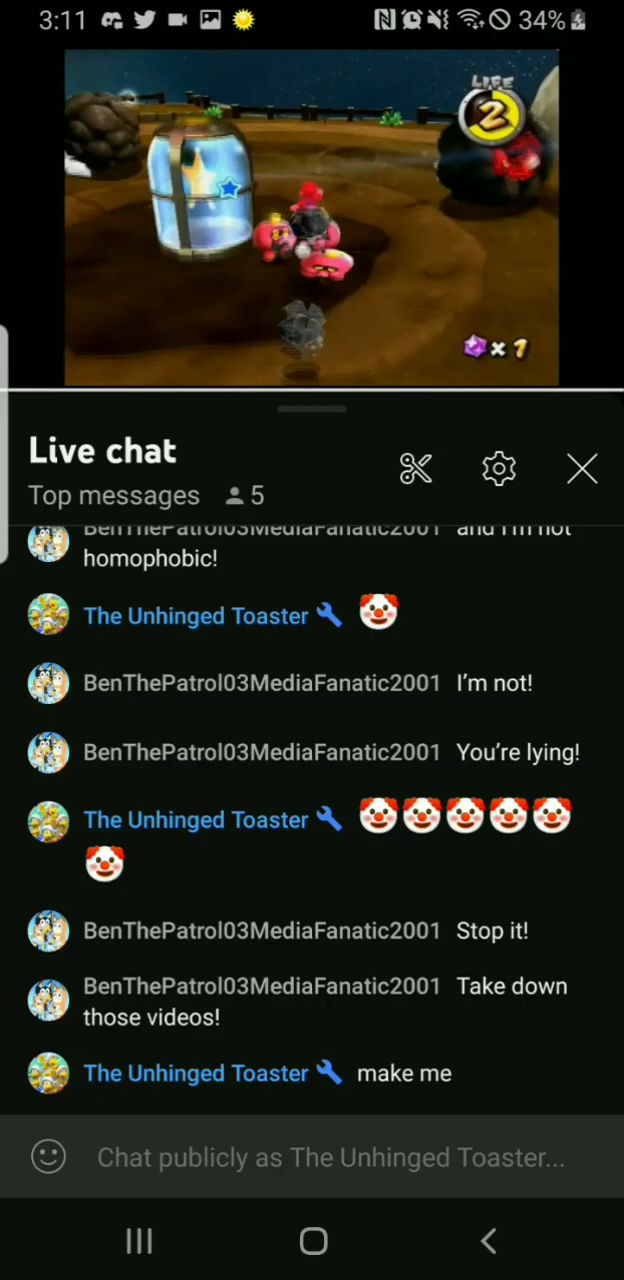 3:11
34%
LIFE
2
x 1
Live chat
Top messages 5
BenThePatrol03MediaFanatic2001 and I'm not
homophobic!
The Unhinged Toaster 🔧 🤡
BenThePatrol03MediaFanatic2001 I'm not!
BenThePatrol03MediaFanatic2001 You're lying!
The Unhinged Toaster 🔧 🤡🤡🤡🤡🤡
🤡
BenThePatrol03MediaFanatic2001 Stop it!
BenThePatrol03MediaFanatic2001 Take down
those videos!
The Unhinged Toaster 🔧 make me
Chat publicly as The Unhinged Toaster...